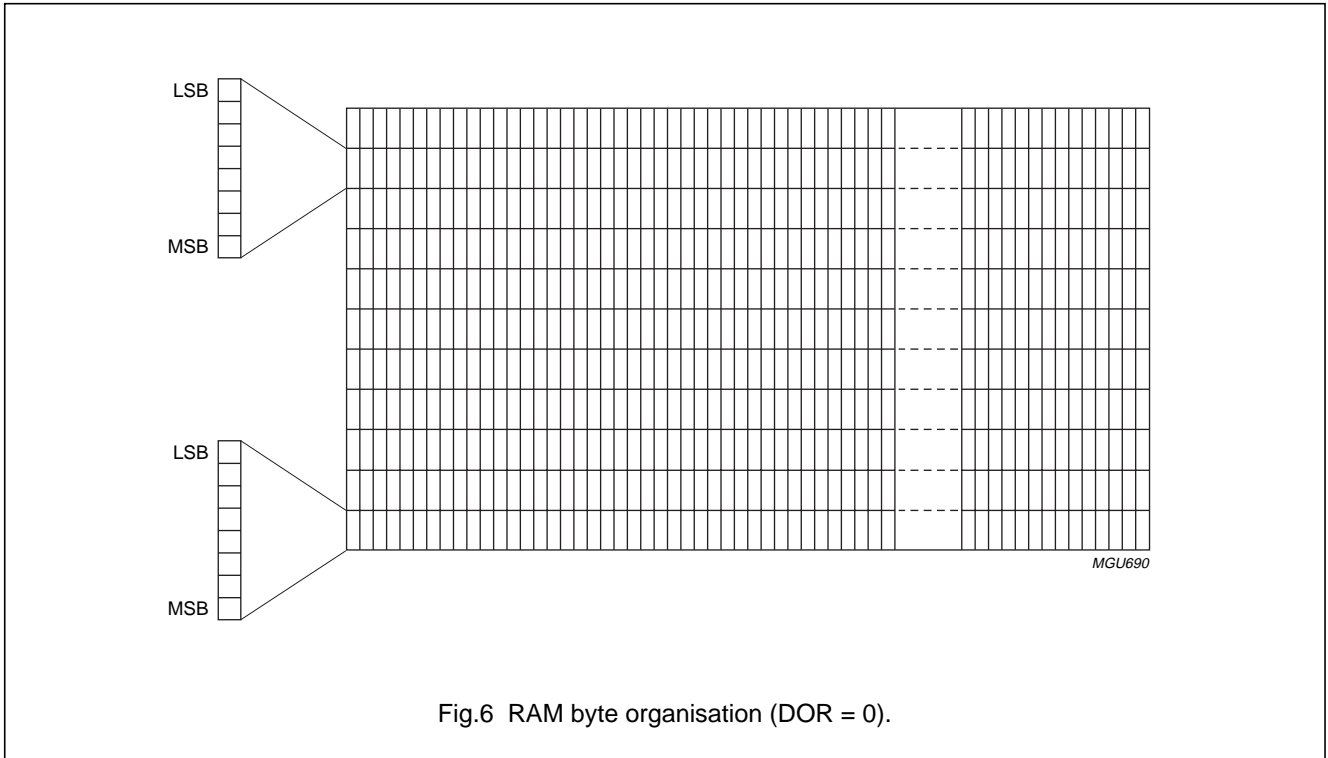 LSB
MSB
LSB
MSB
MGU690
Fig.6 RAM byte organisation (DOR = 0).